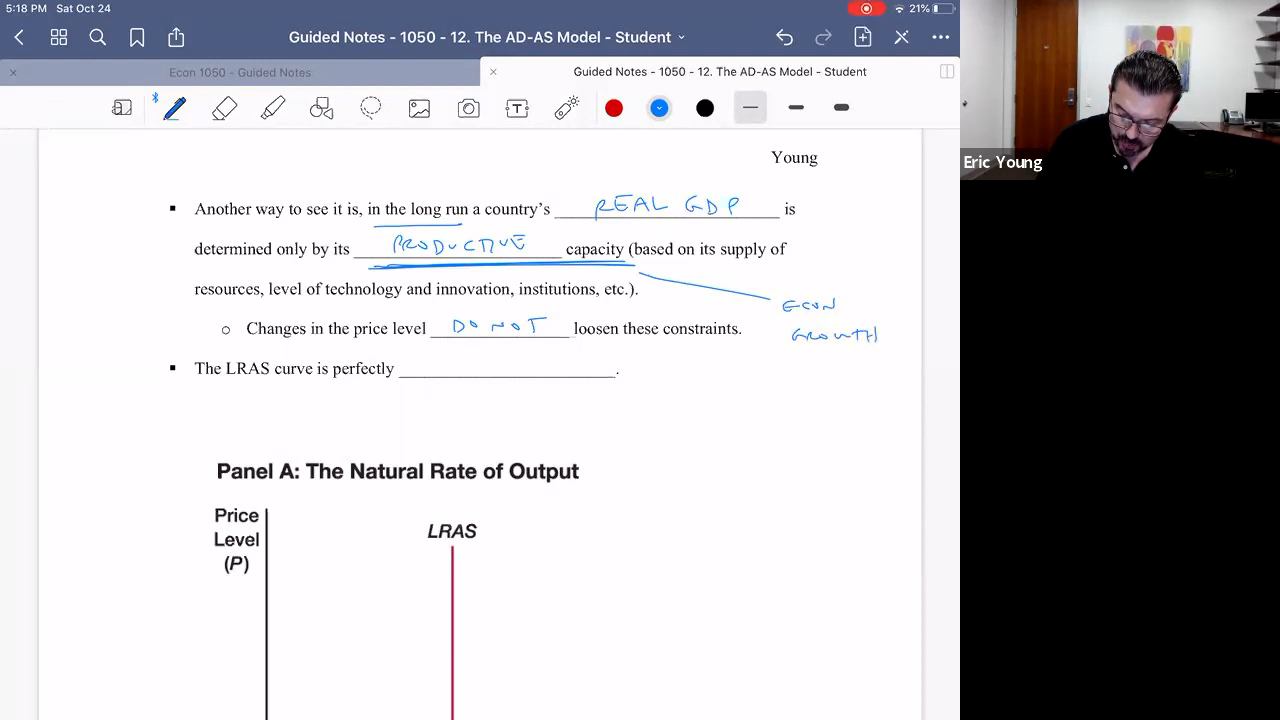 5:18 PM Sat Oct 24
21%
Guided Notes - 1050 - 12. The AD-AS Model - Student
Econ 1050 - Guided Notes
Guided Notes - 1050 - 12. The AD-AS Model - Student
Eric Young
Young
▪ Another way to see it is, in the long run a country's REAL GDP is
determined only by its PRODUCTIVE capacity (based on its supply of
resources, level of technology and innovation, institutions, etc.).
ECON
GROWTH
o Changes in the price level DO NOT loosen these constraints.
▪ The LRAS curve is perfectly ______________________.
Panel A: The Natural Rate of Output
Price
Level
(P)
LRAS